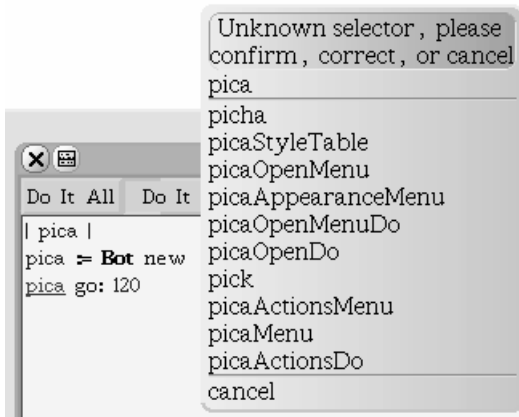 Unknown selector, please
confirm, correct, or cancel
pica
picha
picaStyleTable
picaOpenMenu
picaAppearanceMenu
picaOpenMenuDo
picaOpenDo
pick
picaActionsMenu
picaMenu
picaActionsDo
cancel
Do It All Do It
| pica |
pica := Bot new
pica go: 120